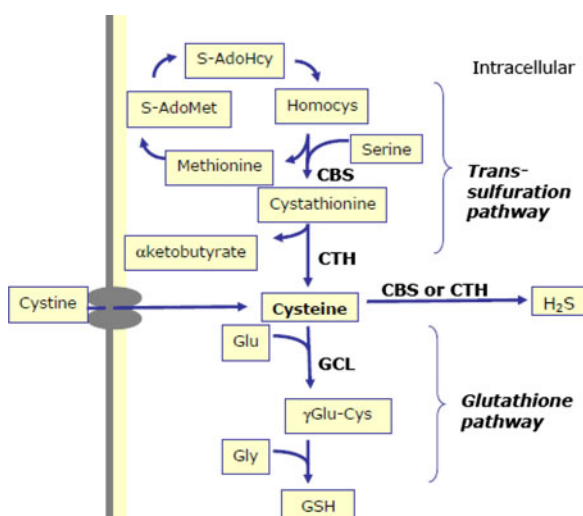 S-AdoHcy
Intracellular
S-AdoMet
Homocys
Methionine
Serine
CBS
Trans-
sulfuration
pathway
Cystathionine
αketobutyrate
CTH
Cystine
Cysteine
CBS or CTH
H2S
Glu
GCL
Glutathione
pathway
γGlu-Cys
Gly
GSH